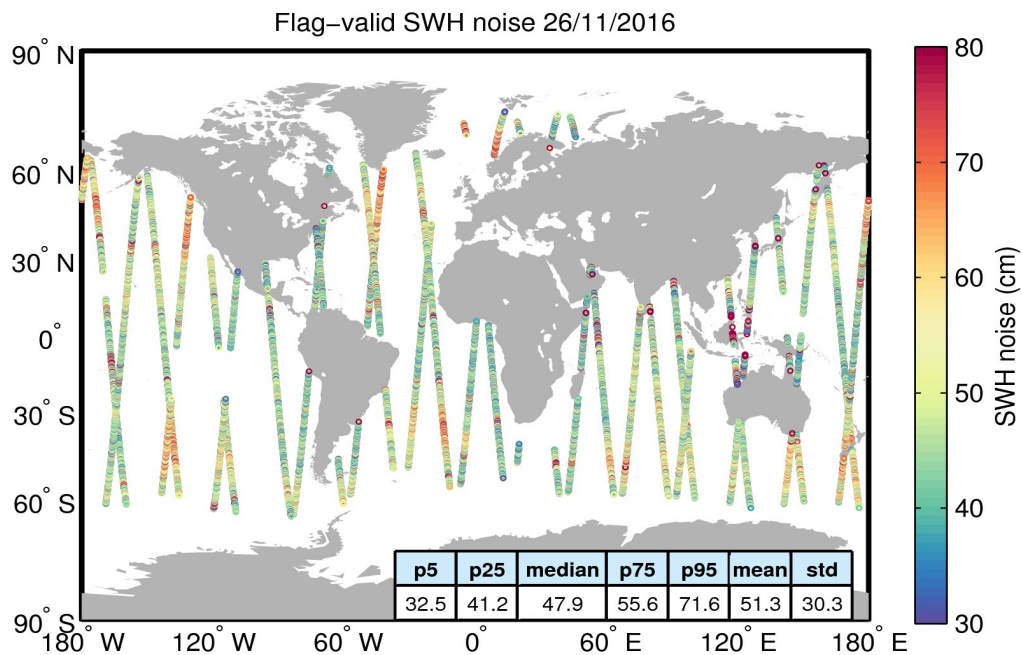 Flag−valid SWH noise 26/11/2016
90° N
60° N
30° N
0°
30° S
60° S
90° S
180° W
120° W
60° W
0°
60° E
120° E
180° E
p5 p25 median p75 p95 mean std
32.5 41.2 47.9 55.6 71.6 51.3 30.3
80
70
60
50
40
30
SWH noise (cm)